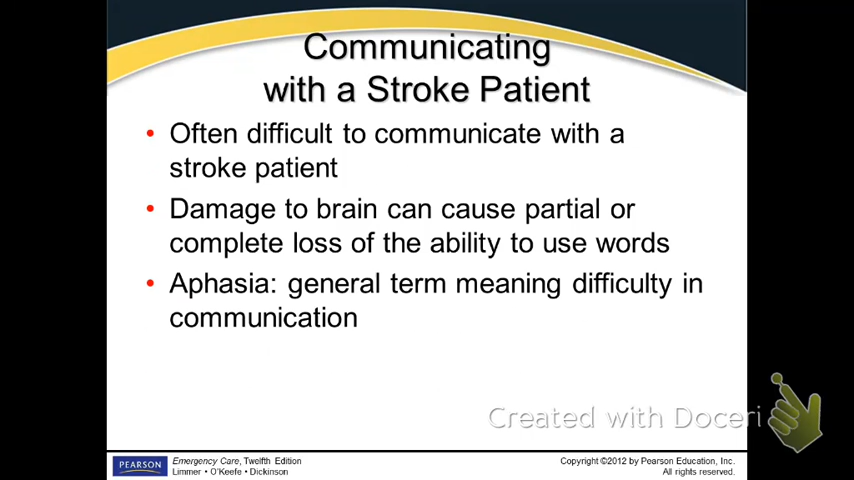 Communicating
with a Stroke Patient
• Often difficult to communicate with a
stroke patient
• Damage to brain can cause partial or
complete loss of the ability to use words
• Aphasia: general term meaning difficulty in
communication
Created with Doceri
PEARSON
Emergency Care, Twelfth Edition
Limmer • O'Keefe • Dickinson
Copyright ©2012 by Pearson Education, Inc.
All rights reserved.